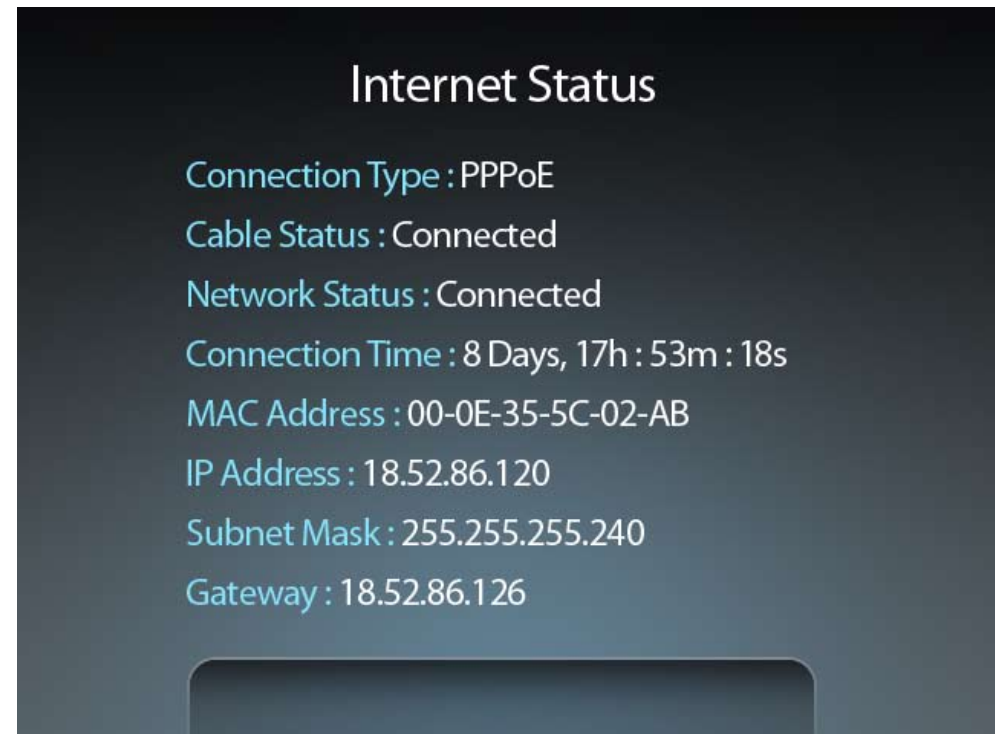 Internet Status
Connection Type : PPPoE
Cable Status : Connected
Network Status : Connected
Connection Time : 8 Days, 17h : 53m : 18s
MAC Address : 00-0E-35-5C-02-AB
IP Address : 18.52.86.120
Subnet Mask : 255.255.255.240
Gateway : 18.52.86.126